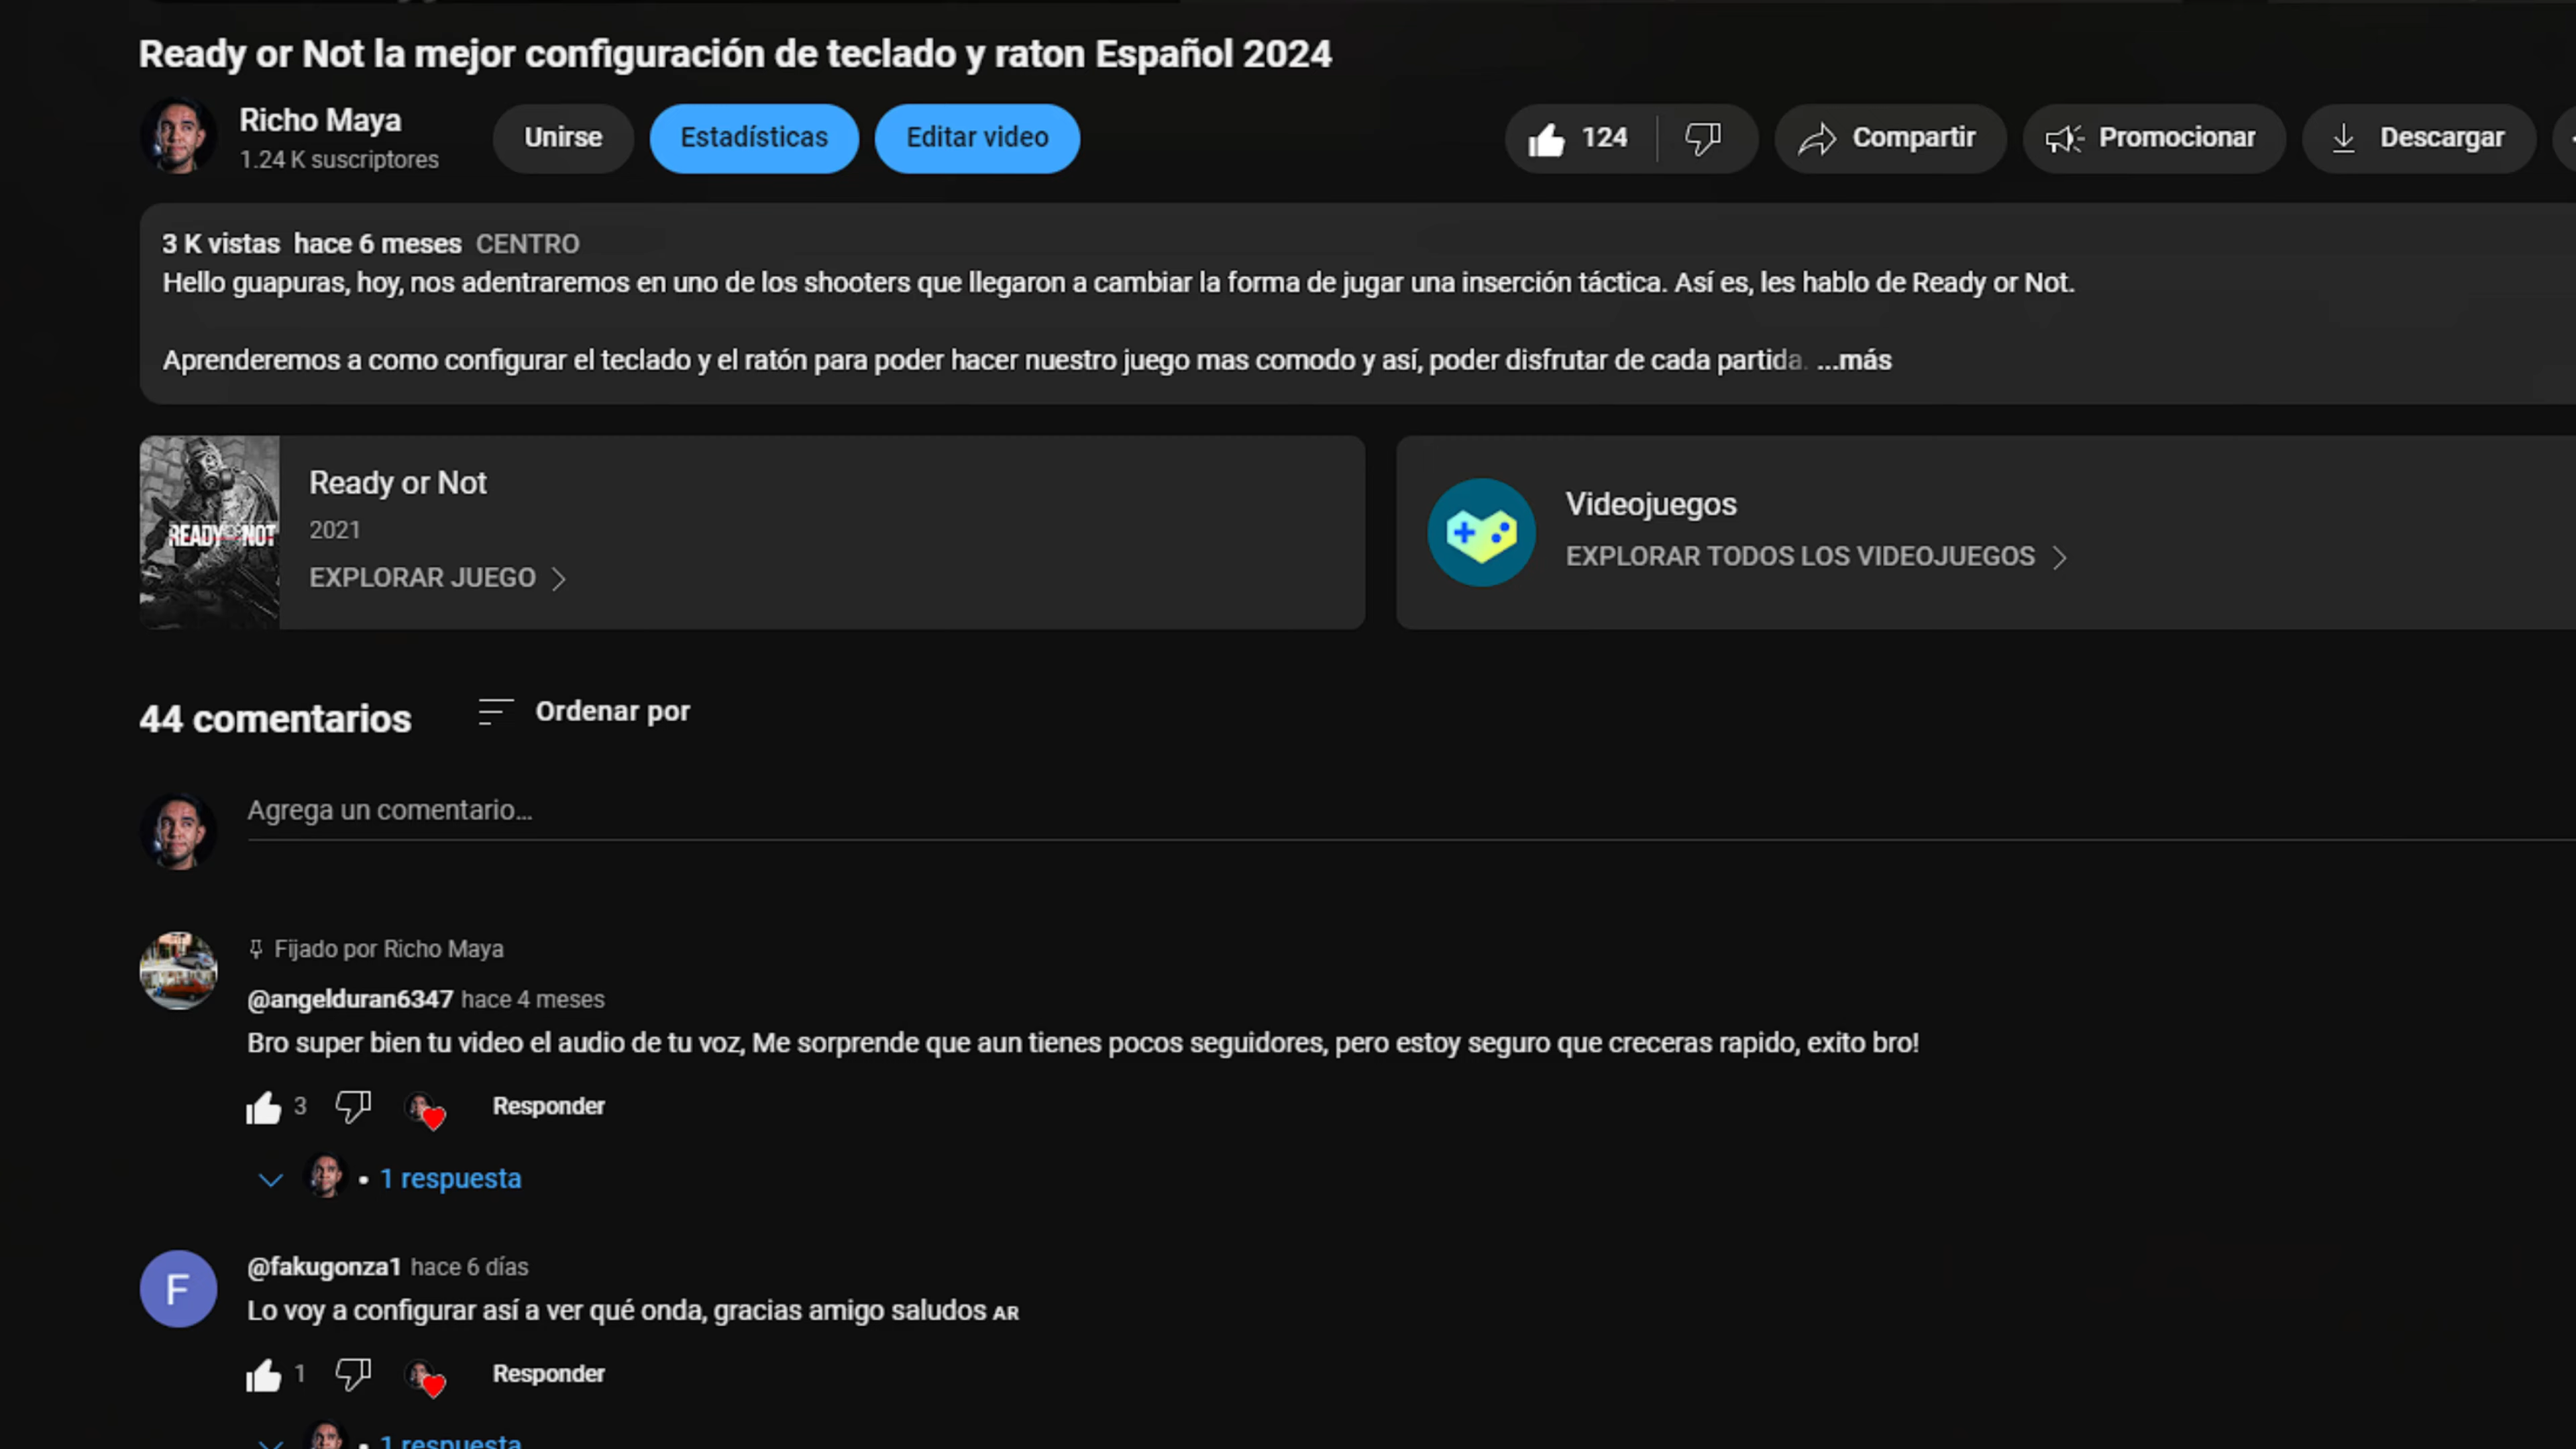 Ready or Not la mejor configuración de teclado y raton Español 2024
Richo Maya
1.24 K suscriptores
Unirse
Estadísticas
Editar video
124
Compartir
Promocionar
Descargar
3 K vistas hace 6 meses CENTRO
Hello guapuras, hoy, nos adentraremos en uno de los shooters que llegaron a cambiar la forma de jugar una inserción táctica. Así es, les hablo de Ready or Not.
Aprenderemos a como configurar el teclado y el ratón para poder hacer nuestro juego mas comodo y así, poder disfrutar de cada partida. ...más
READY OR NOT
Ready or Not
2021
EXPLORAR JUEGO
Videojuegos
EXPLORAR TODOS LOS VIDEOJUEGOS
44 comentarios
Ordenar por
Agrega un comentario...
Fijado por Richo Maya
@angelduran6347 hace 4 meses
Bro super bien tu video el audio de tu voz, Me sorprende que aun tienes pocos seguidores, pero estoy seguro que creceras rapido, exito bro!
3
Responder
• 1 respuesta
F
@fakugonza1 hace 6 días
Lo voy a configurar así a ver qué onda, gracias amigo saludos AR
1
Responder
• 1 respuesta